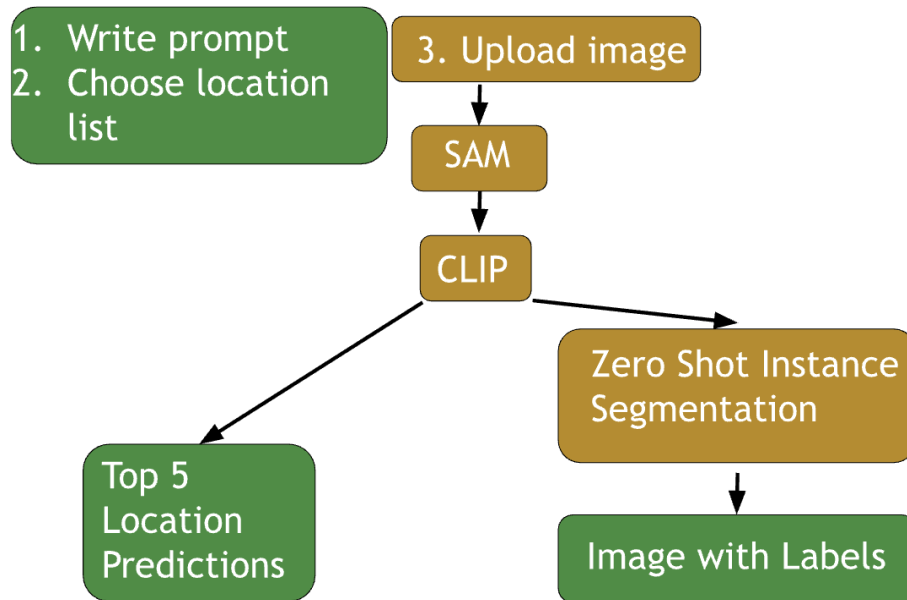 1. Write prompt
2. Choose location
list
3. Upload image
SAM
CLIP
Zero Shot Instance
Segmentation
Top 5
Location
Predictions
Image with Labels